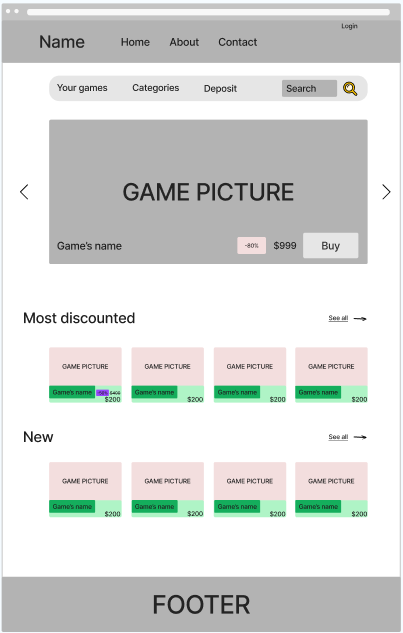 Login
Name Home About Contact
Your games Categories Deposit Search
GAME PICTURE
Game's name -80% $999 Buy
Most discounted See all
GAME PICTURE GAME PICTURE GAME PICTURE GAME PICTURE
Game's name $400 Game's name Game's name Game's name
$200 $200 $200 $200
New See all
GAME PICTURE GAME PICTURE GAME PICTURE GAME PICTURE
Game's name Game's name Game's name Game's name
$200 $200 $200 $200
FOOTER